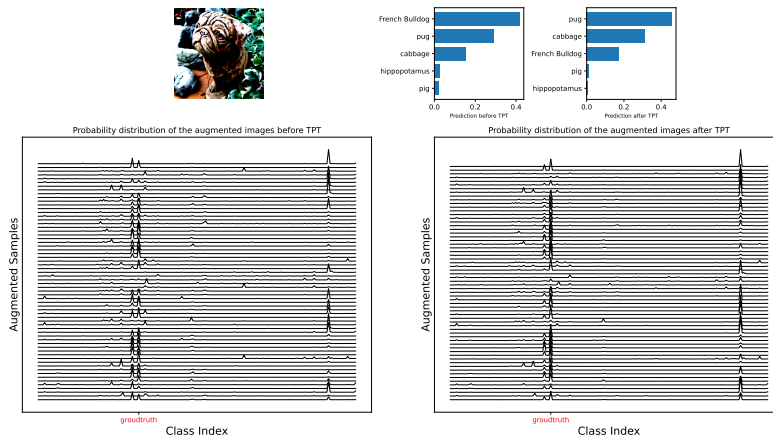 French Bulldog
pug
cabbage
hippopotamus
pig
0.0 0.2 0.4
Prediction before TPT
pug
cabbage
French Bulldog
pig
hippopotamus
0.0 0.2 0.4
Prediction after TPT
Probability distribution of the augmented images before TPT
Augmented Samples
groudtruth
Class Index
Probability distribution of the augmented images after TPT
Augmented Samples
groudtruth
Class Index